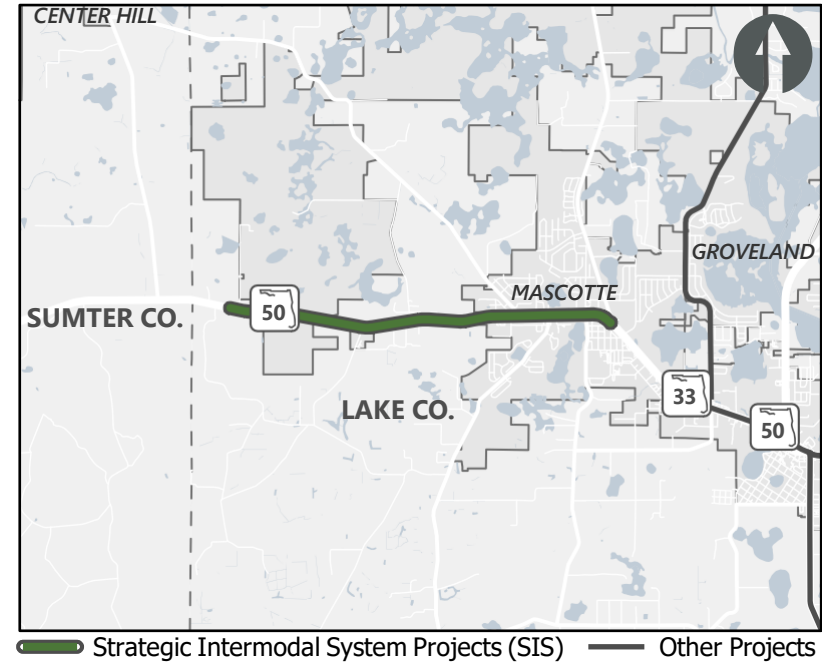 CENTER HILL
GROVELAND
MASCOTTE
50
SUMTER CO.
33
LAKE CO.
50
Strategic Intermodal System Projects (SIS) Other Projects